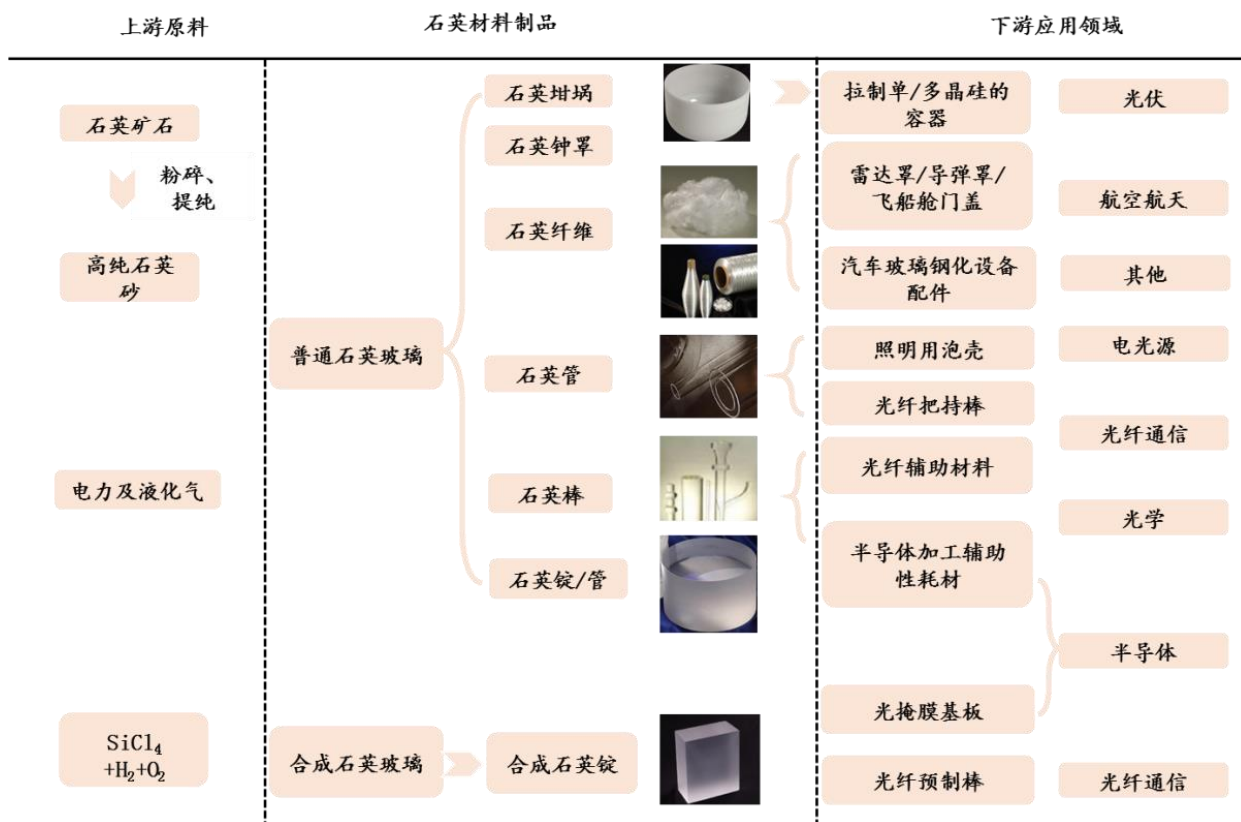 上游原料
石英材料制品
下游应用领域
石英矿石
粉碎、
提纯
高纯石英
砂
电力及液化气
SiCl₄
+H₂+O₂
普通石英玻璃
合成石英玻璃
石英坩埚
石英钟罩
石英纤维
石英管
石英棒
石英锭/管
合成石英锭
拉制单/多晶硅的
容器
雷达罩/导弹罩/
飞船舱门盖
汽车玻璃钢化设备
配件
照明用泡壳
光纤把持棒
光纤辅助材料
半导体加工辅助
性耗材
光掩膜基板
光纤预制棒
光伏
航空航天
其他
电光源
光纤通信
光学
半导体
光纤通信